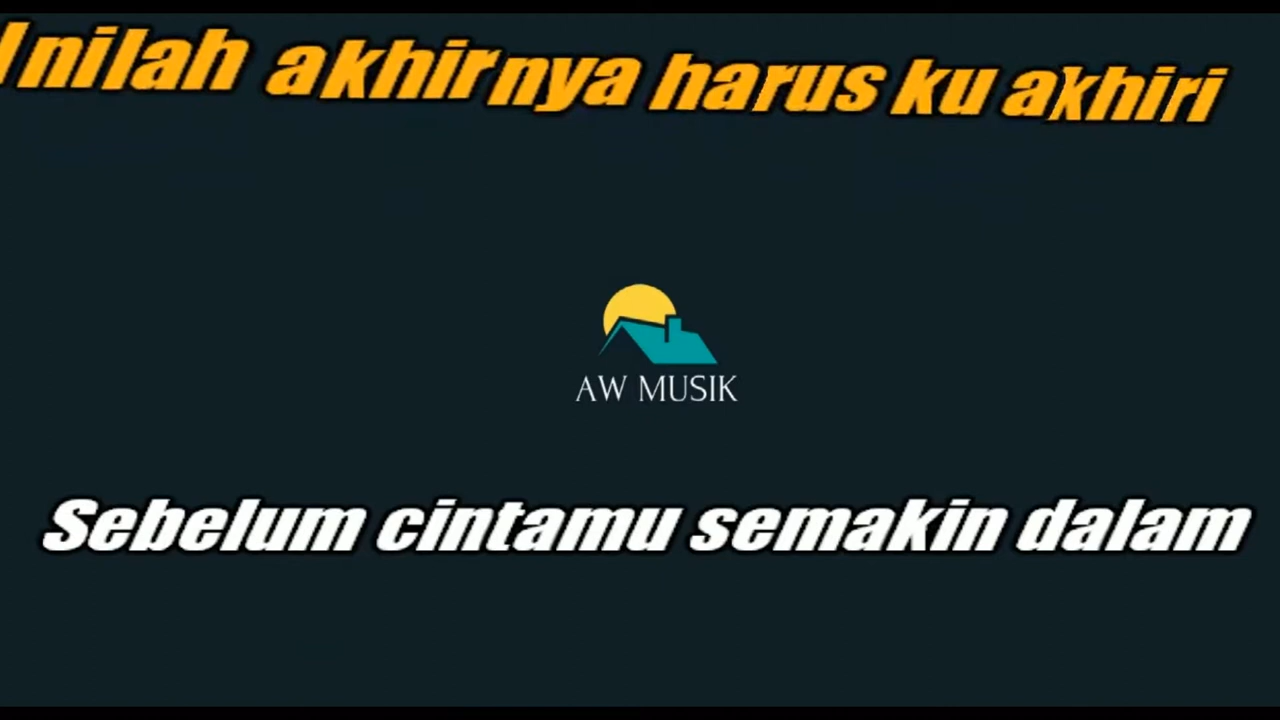 Inilah akhirnya harus ku akhiri
AW MUSIK
Sebelum cintamu semakin dalam